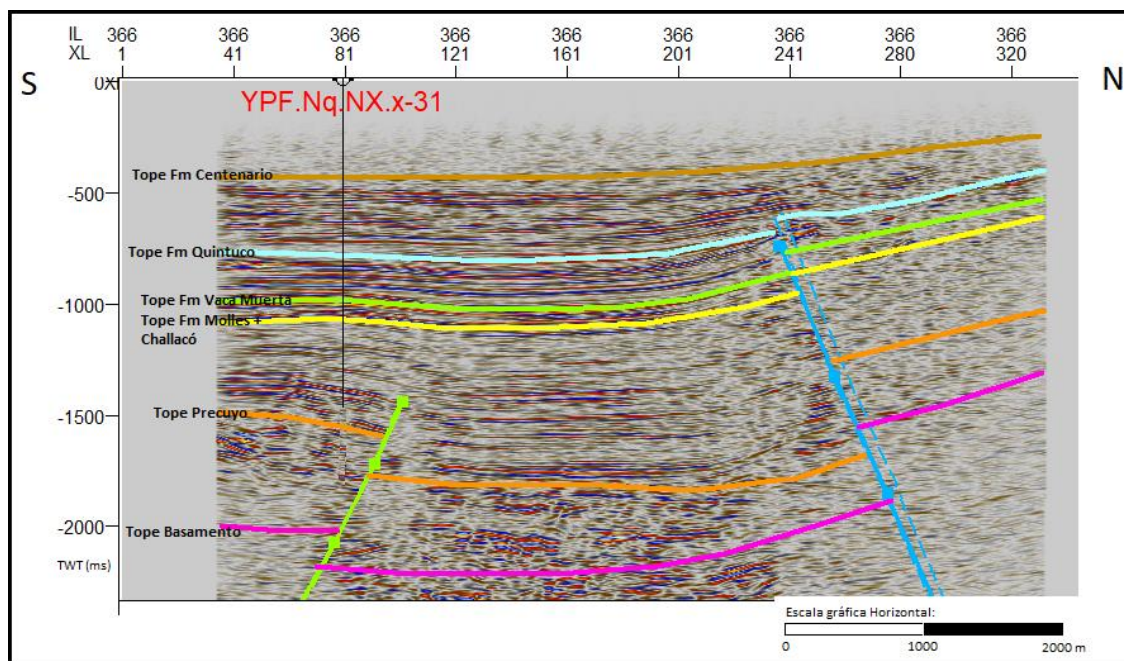 IL 366 366 366 366 366 366 366 366 366
XL 1 41 81 121 161 201 241 280 320
S
N
YPF.Nq.NX.x-31
Tope Fm Centenario
-500
Tope Fm Quintuco
Tope Fm Vaca Muerta
-1000
Tope Fm Molles +
Challacó
Tope Precuyo
-1500
-2000
Tope Basamento
TWT (ms)
Escala gráfica Horizontal:
0 1000 2000 m